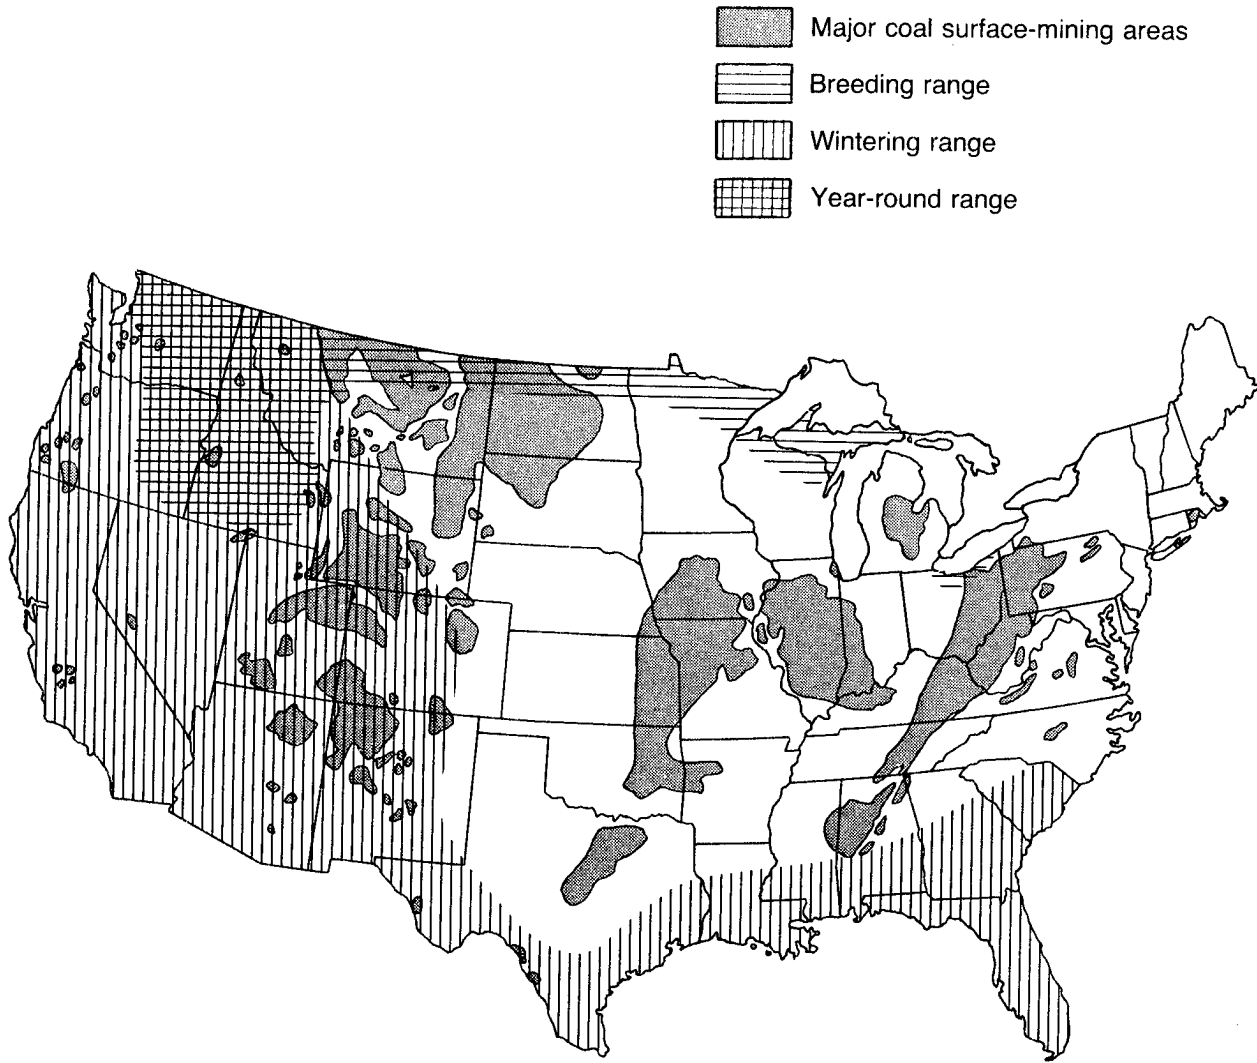 Major coal surface-mining areas
Breeding range
Wintering range
Year-round range